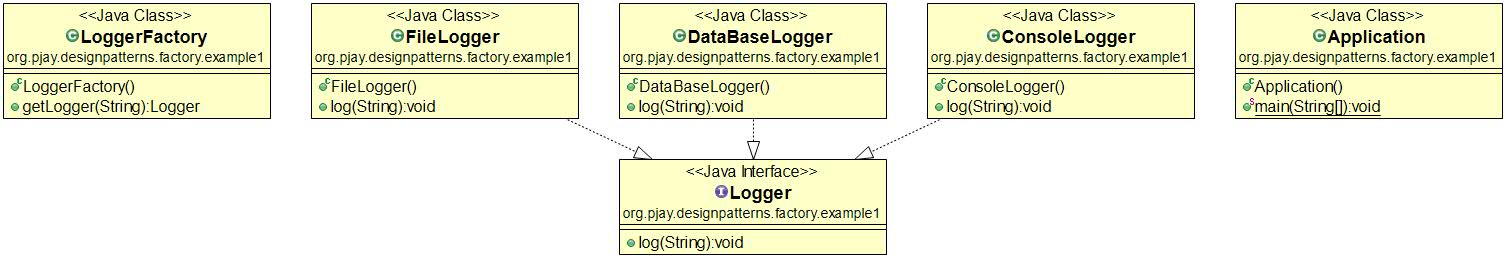 <<Java Class>>
LoggerFactory
org.pjay.designpatterns.factory.example1
LoggerFactory()
getLogger(String):Logger
<<Java Class>>
FileLogger
org.pjay.designpatterns.factory.example1
FileLogger()
log(String):void
<<Java Class>>
DataBaseLogger
org.pjay.designpatterns.factory.example1
DataBaseLogger()
log(String):void
<<Java Class>>
ConsoleLogger
org.pjay.designpatterns.factory.example1
ConsoleLogger()
log(String):void
<<Java Class>>
Application
org.pjay.designpatterns.factory.example1
Application()
main(String[]):void
<<Java Interface>>
Logger
org.pjay.designpatterns.factory.example1
log(String):void